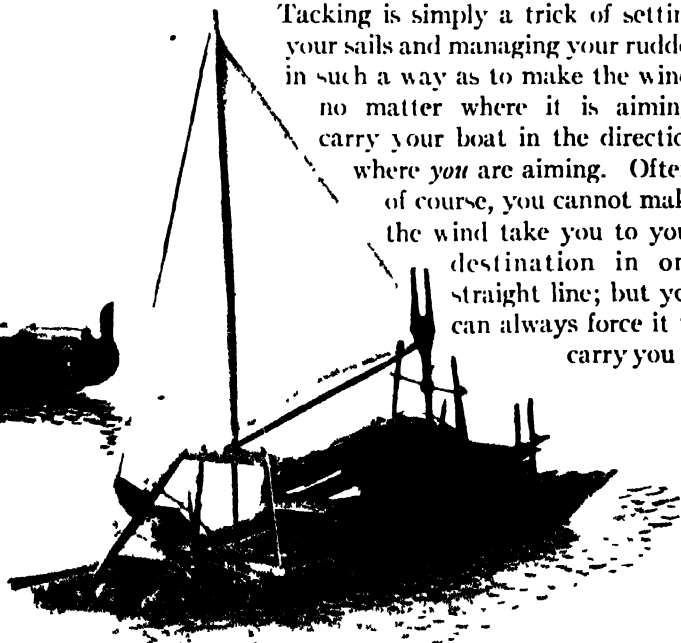 Tacking is simply a trick of settin
your sails and managing your rudde
in such a way as to make the wind
no matter where it is aimin
carry your boat in the directio
where you are aiming. Ofte
of course, you cannot mak
the wind take you to you
destination in on
straight line; but yo
can always force it
carry you